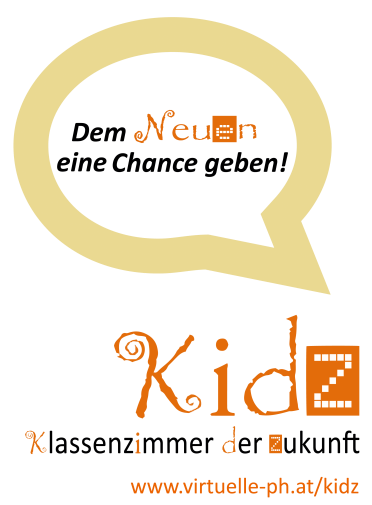 Dem Neuen
eine Chance geben!
Kidz
Klassenzimmer der zukunft
www.virtuelle-ph.at/kidz